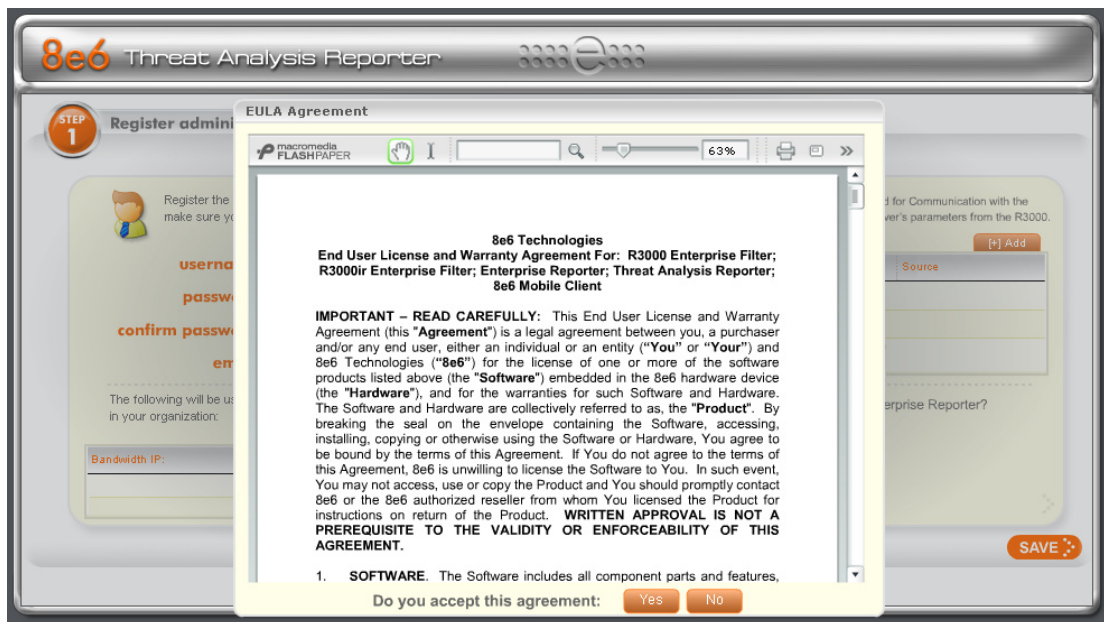 8e6 Threat Analysis Reporter
STEP 1
Register admini
EULA Agreement
macromedia
FLASHPAPER
63%
Register the
make sure yo
userna
passw
confirm passw
em
The following will be us
in your organization:
Bandwidth IP:
8e6 Technologies
End User License and Warranty Agreement For: R3000 Enterprise Filter;
R3000ir Enterprise Filter; Enterprise Reporter; Threat Analysis Reporter;
8e6 Mobile Client
IMPORTANT – READ CAREFULLY: This End User License and Warranty
Agreement (this "Agreement") is a legal agreement between you, a purchaser
and/or any end user, either an individual or an entity (“You” or “Your”) and
8e6 Technologies (“8e6”) for the license of one or more of the software
products listed above (the "Software") embedded in the 8e6 hardware device
(the "Hardware"), and for the warranties for such Software and Hardware.
The Software and Hardware are collectively referred to as, the "Product". By
breaking the seal on the envelope containing the Software, accessing,
installing, copying or otherwise using the Software or Hardware, You agree to
be bound by the terms of this Agreement. If You do not agree to the terms of
this Agreement, 8e6 is unwilling to license the Software to You. In such event,
You may not access, use or copy the Product and You should promptly contact
8e6 or the 8e6 authorized reseller from whom You licensed the Product for
instructions on return of the Product. WRITTEN APPROVAL IS NOT A
PREREQUISITE TO THE VALIDITY OR ENFORCEABILITY OF THIS
AGREEMENT.
1. SOFTWARE. The Software includes all component parts and features,
Do you accept this agreement: Yes No
d for Communication with the
ver's parameters from the R3000.
[+] Add
Source
erprise Reporter?
SAVE